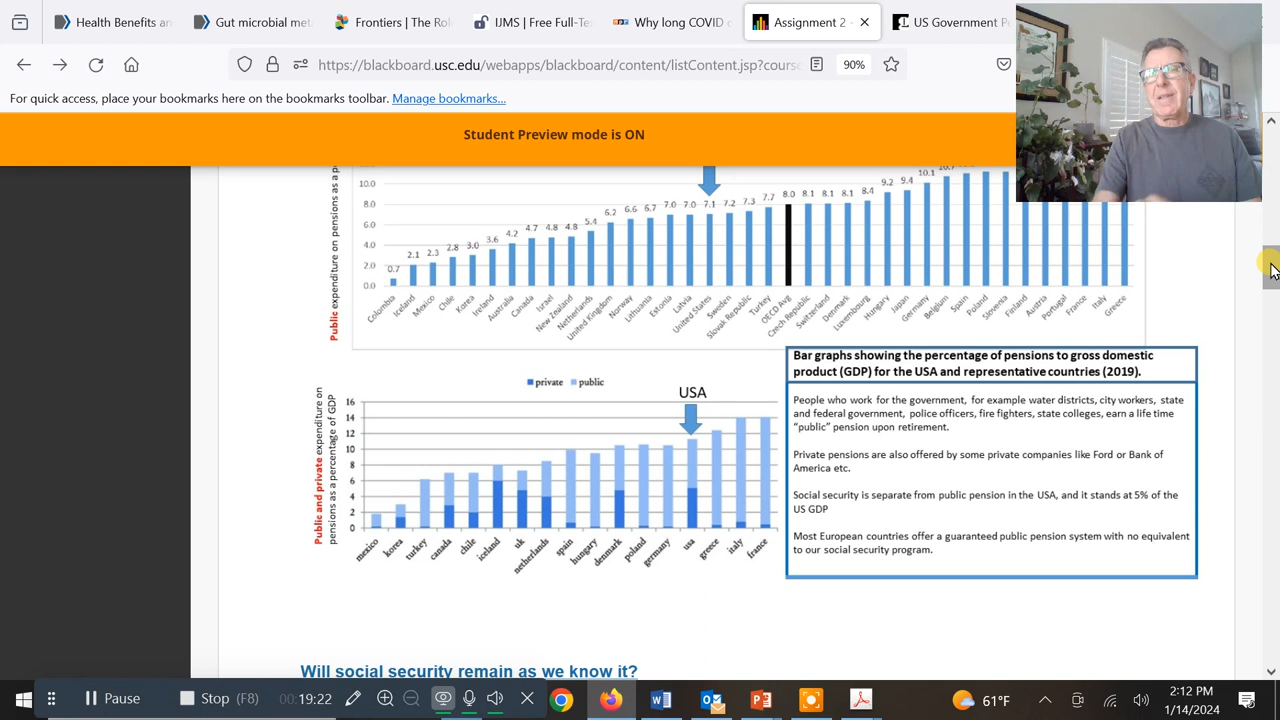 Health Benefits an
Gut microbial met
Frontiers | The Rol
IJMS | Free Full-Te
Why long COVID c
Assignment 2 -
US Government P
https://blackboard.usc.edu/webapps/blackboard/content/listContent.jsp?course
90%
For quick access, place your bookmarks here on the bookmarks toolbar. Manage bookmarks...
Student Preview mode is ON
Public expenditure on pensions as a p
10.0
8.0
6.0
4.0
2.0
0.0
0.7 2.1 2.3 2.8 3.0 3.6 4.2 4.7 4.8 4.8 5.4 6.2 6.6 6.7 7.0 7.0 7.1 7.2 7.3 7.7 8.0 8.1 8.1 8.1 8.4 9.2 9.4 10.1 10.7
Colombia Iceland Mexico Chile Korea Ireland Australia Canada Israel New Zealand Netherlands United Kingdom Norway Lithuania Estonia Latvia United States Sweden Slovak Republic Turkey OECD Avg Czech Republic Switzerland Denmark Luxembourg Hungary Japan Germany Belgium Spain Poland Slovenia Finland Austria Portugal France Italy Greece
Public and private expenditure on
pensions as a percentage of GDP
private public
USA
16
14
12
10
8
6
4
2
0
mexico korea turkey canada chile iceland uk netherlands spain hungary denmark poland germany usa greece italy france
Bar graphs showing the percentage of pensions to gross domestic
product (GDP) for the USA and representative countries (2019).
People who work for the government, for example water districts, city workers, state
and federal government, police officers, fire fighters, state colleges, earn a life time
“public” pension upon retirement.
Private pensions are also offered by some private companies like Ford or Bank of
America etc.
Social security is separate from public pension in the USA, and it stands at 5% of the
US GDP
Most European countries offer a guaranteed public pension system with no equivalent
to our social security program.
Will social security remain as we know it?
Pause
Stop (F8)
00:19:22
61°F
2:12 PM
1/14/2024